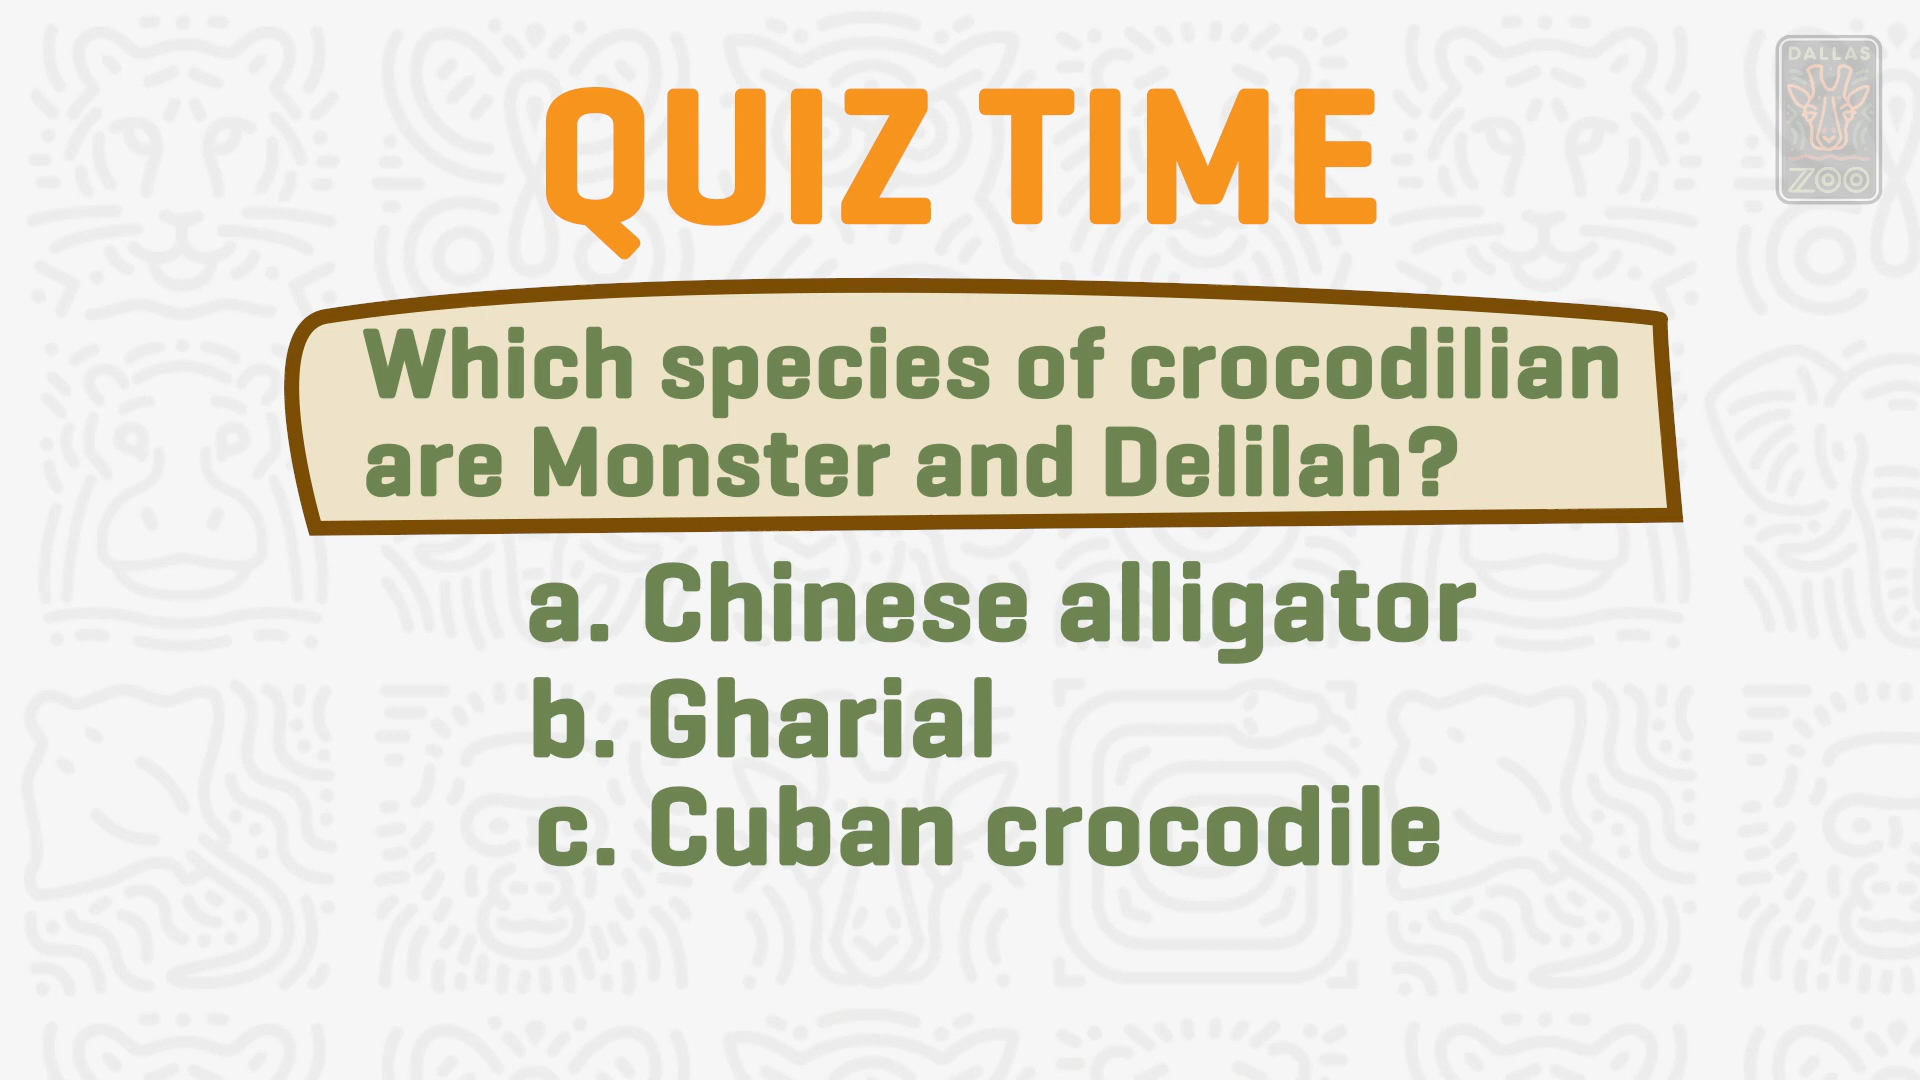 DALLAS
ZOO
QUIZ TIME
Which species of crocodilian
are Monster and Delilah?
a. Chinese alligator
b. Gharial
c. Cuban crocodile